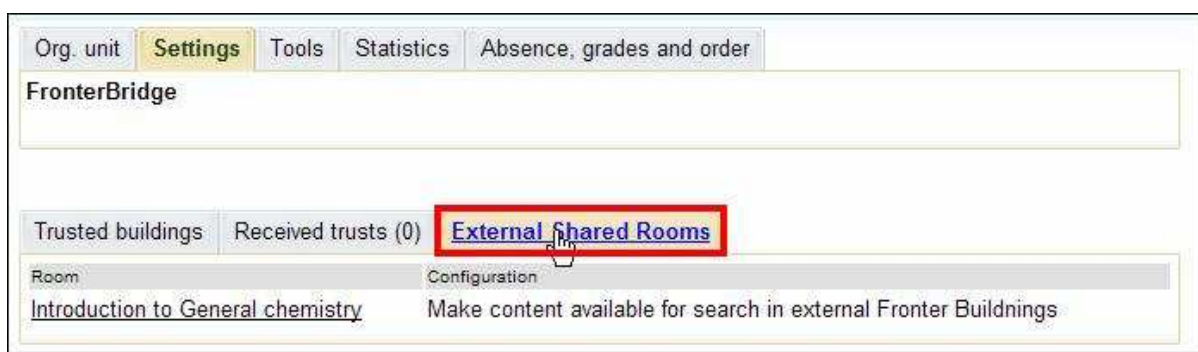 Org. unit Settings Tools Statistics Absence, grades and order
FronterBridge
Trusted buildings Received trusts (0) External Shared Rooms
Room Configuration
Introduction to General chemistry Make content available for search in external Fronter Buildnings